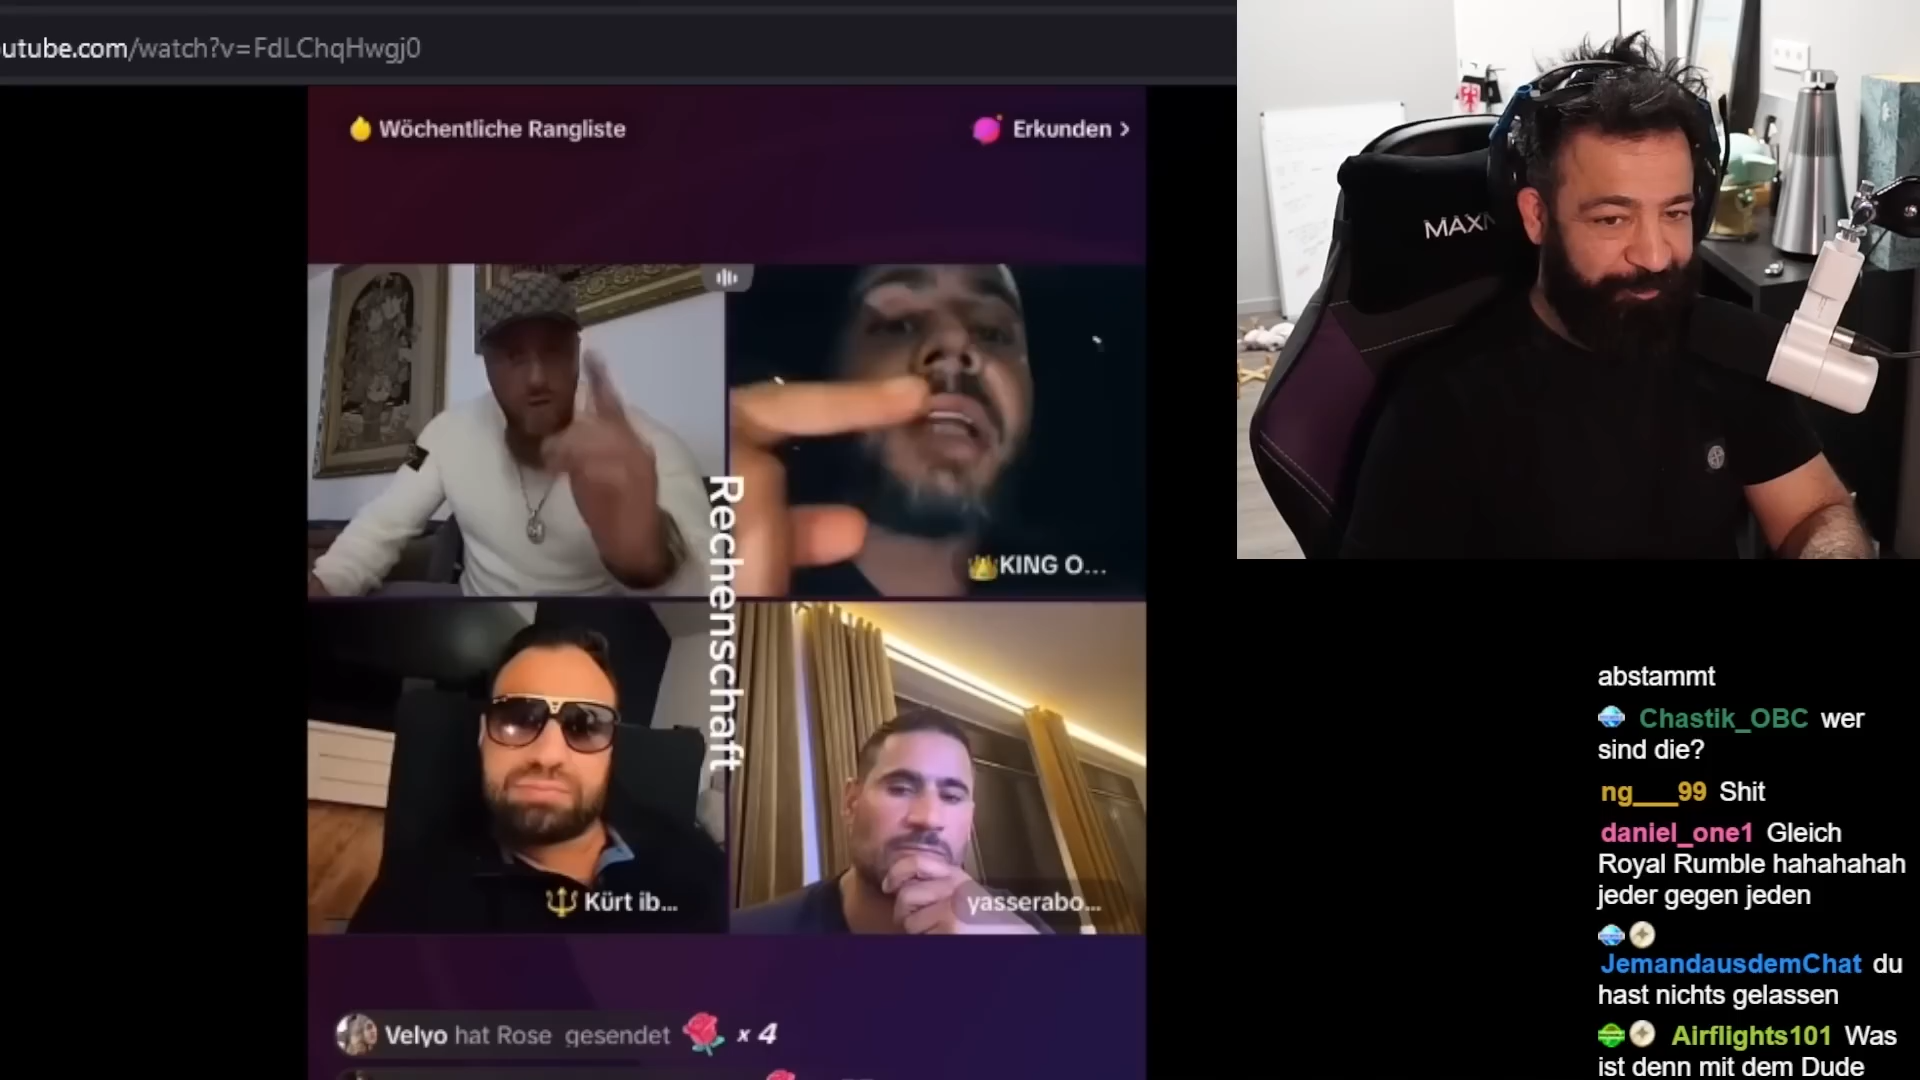 outube.com/watch?v=FdLChqHwgj0
Wöchentliche Rangliste
Erkunden >
MAXN
KING O...
Rechenschaft
Kürt ib...
yasserabo...
Velyo hat Rose gesendet x 4
abstammt
Chastik_OBC wer
sind die?
ng___99 Shit
daniel_one1 Gleich
Royal Rumble hahahahah
jeder gegen jeden
JemandausdemChat du
hast nichts gelassen
Airflights101 Was
ist denn mit dem Dude